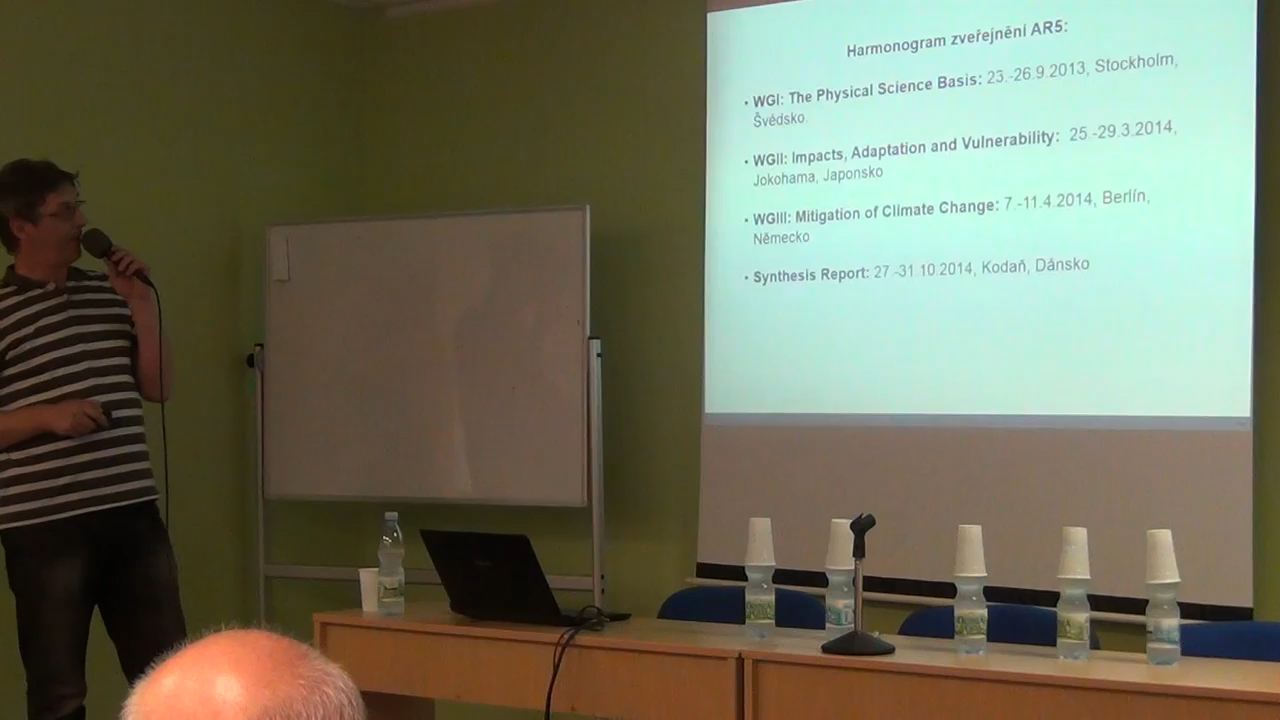 Harmonogram zveřejnění AR5:
• WGI: The Physical Science Basis: 23.-26.9.2013, Stockholm,
Švédsko.
• WGII: Impacts, Adaptation and Vulnerability: 25.-29.3.2014,
Jokohama, Japonsko
• WGIII: Mitigation of Climate Change: 7.-11.4.2014, Berlín,
Německo
• Synthesis Report: 27.-31.10.2014, Kodaň, Dánsko